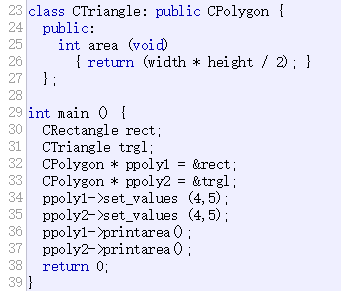 23 class CTriangle: public CPolygon {
24   public:
25     int area (void)
26       { return (width * height / 2); }
27   };
28
29 int main () {
30   CRectangle rect;
31   CTriangle trgl;
32   CPolygon * ppoly1 = &rect;
33   CPolygon * ppoly2 = &trgl;
34   ppoly1->set_values (4,5);
35   ppoly2->set_values (4,5);
36   ppoly1->printarea();
37   ppoly2->printarea();
38   return 0;
39 }